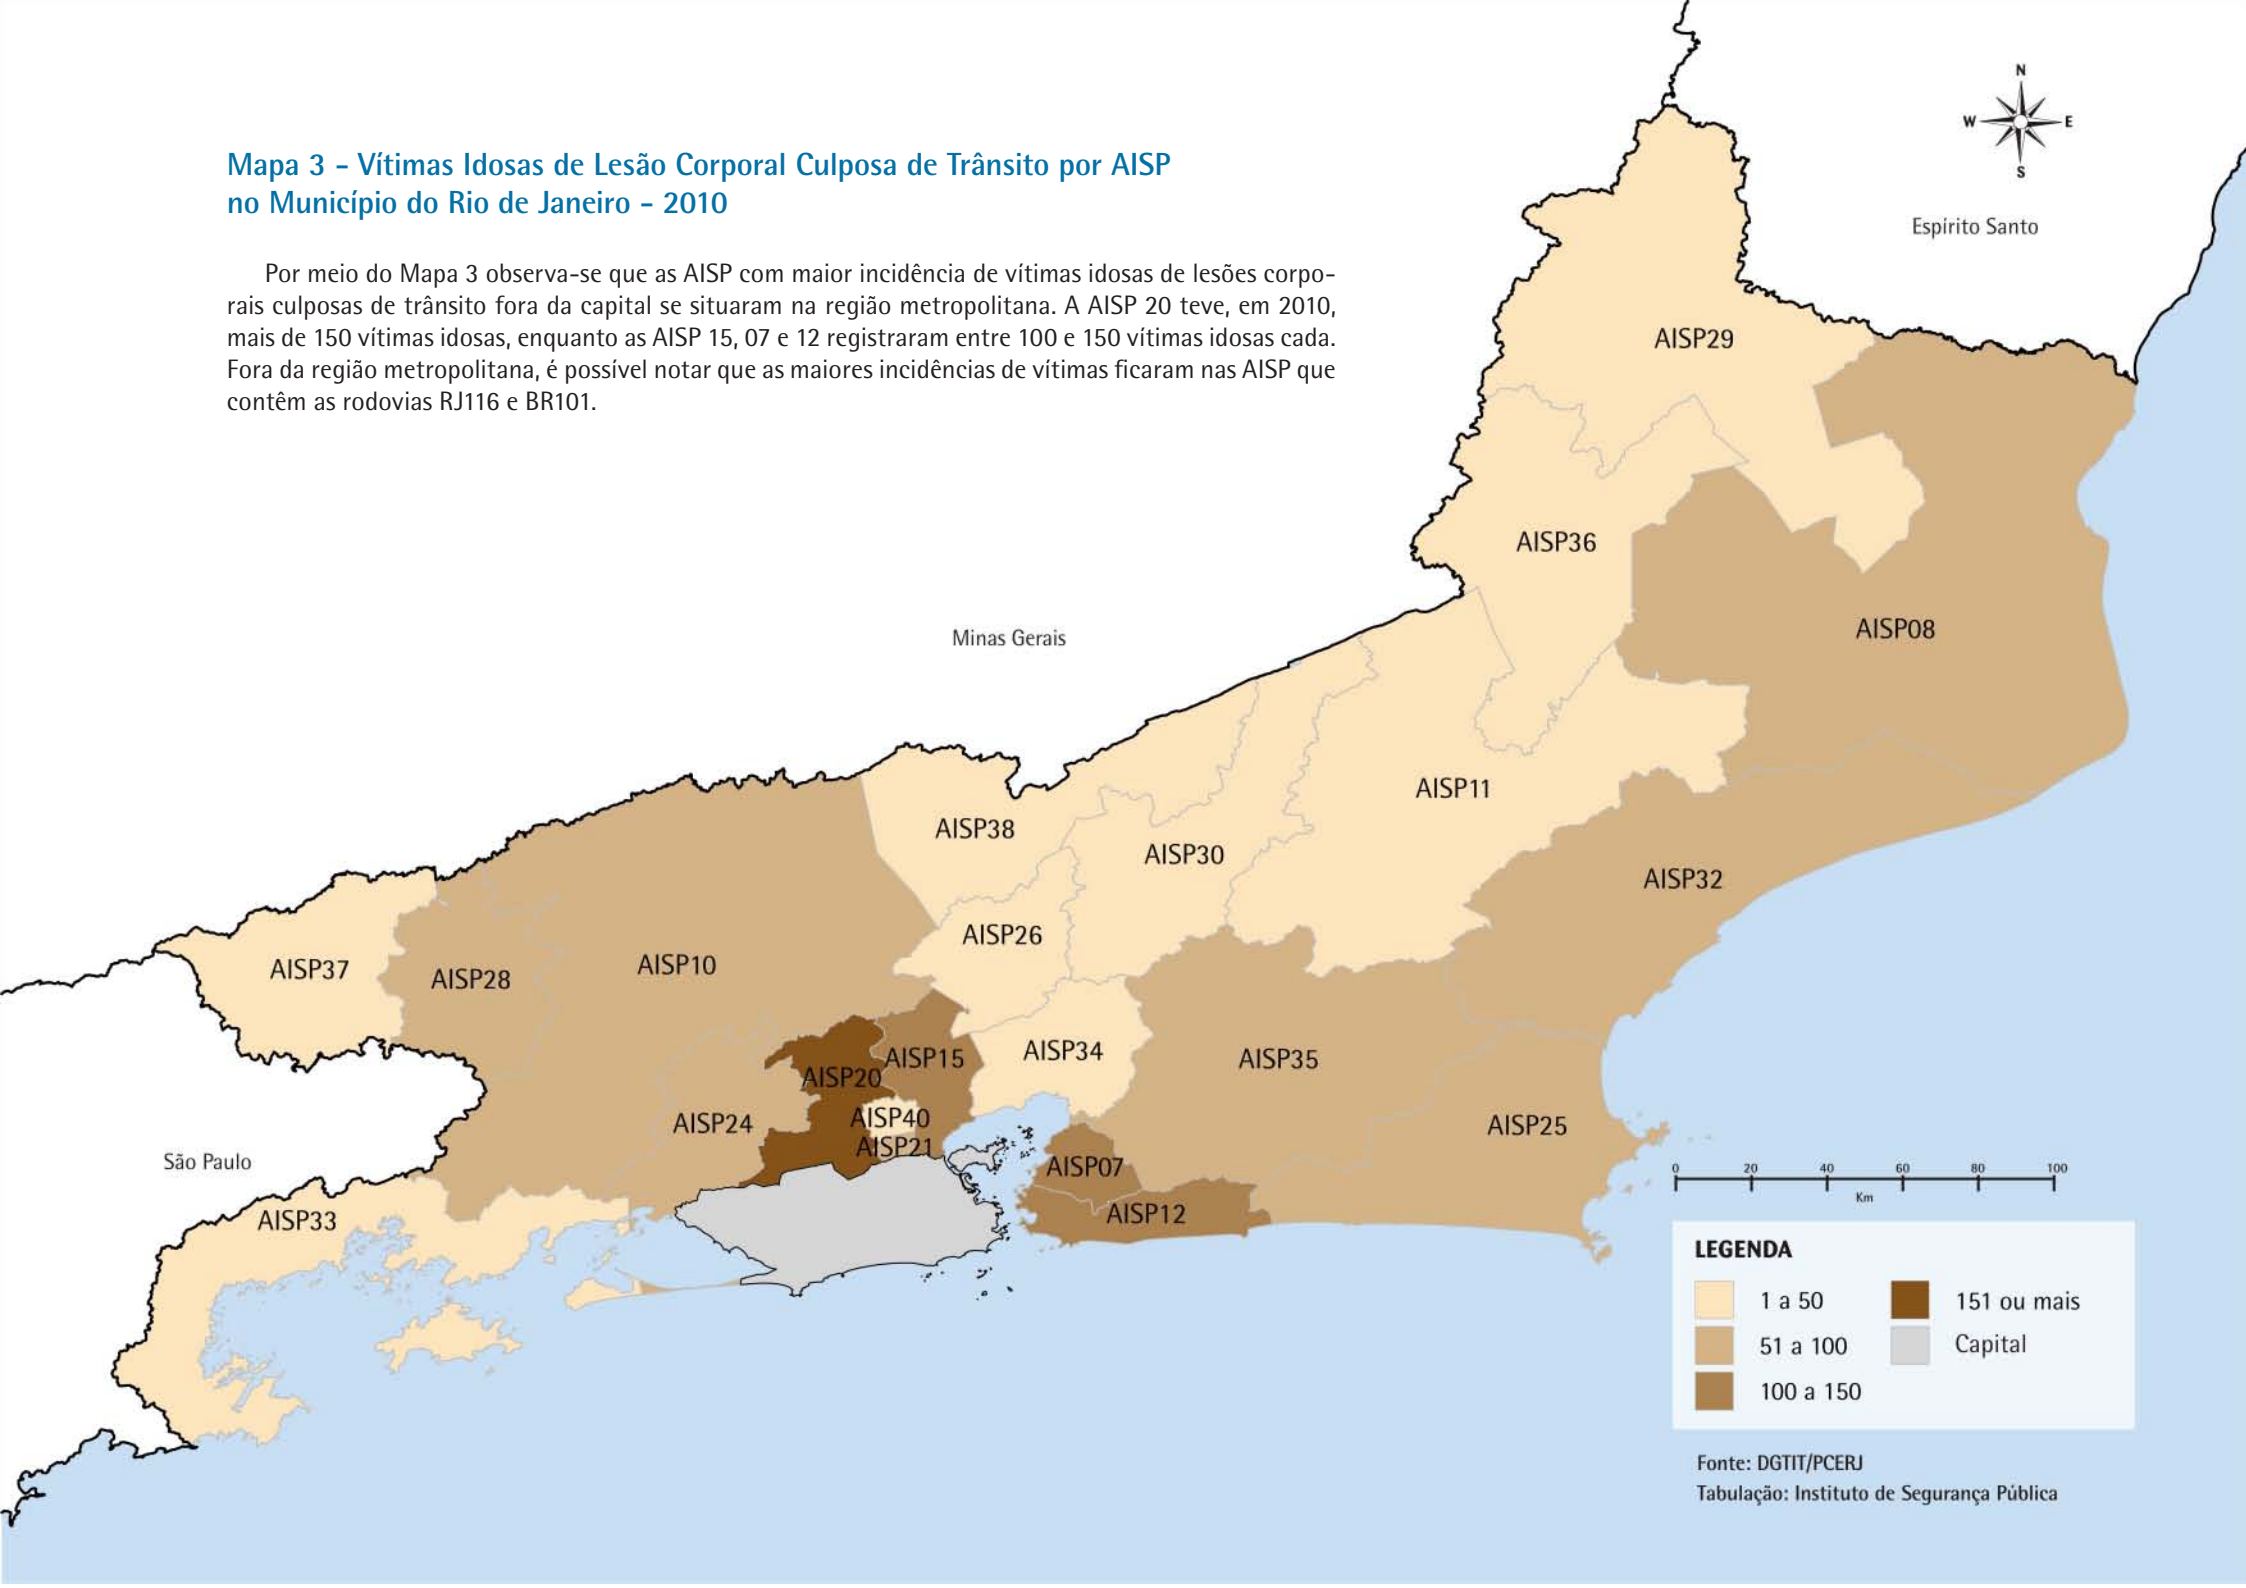 Mapa 3 - Vítimas Idosas de Lesão Corporal Culposa de Trânsito por AISP
no Município do Rio de Janeiro - 2010
Por meio do Mapa 3 observa-se que as AISP com maior incidência de vítimas idosas de lesões corpo-
rais culposas de trânsito fora da capital se situaram na região metropolitana. A AISP 20 teve, em 2010,
mais de 150 vítimas idosas, enquanto as AISP 15, 07 e 12 registraram entre 100 e 150 vítimas idosas cada.
Fora da região metropolitana, é possível notar que as maiores incidências de vítimas ficaram nas AISP que
contêm as rodovias RJ116 e BR101.
N
W E
S
Espírito Santo
AISP29
AISP36
AISP08
Minas Gerais
AISP11
AISP38
AISP30
AISP32
AISP26
AISP37
AISP28
AISP10
AISP15
AISP34
AISP35
AISP20
AISP24
AISP40
AISP25
AISP21
AISP07
São Paulo
AISP33
AISP12
0 20 40 60 80 100
Km
LEGENDA
1 a 50
151 ou mais
51 a 100
Capital
100 a 150
Fonte: DGTIT/PCERJ
Tabulação: Instituto de Segurança Pública